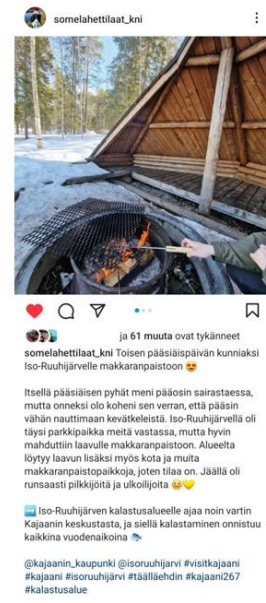 somelahettilaat_kni
ja 61 muuta ovat tykänneet
somelahettilaat_kni Toisen pääsiäispäivän kunniaksi
Iso-Ruuhijärvelle makkaranpaistoon 😍
Itsellä pääsiäisen pyhät meni pääosin sairastaessa,
mutta onneksi olo koheni sen verran, että pääsin
vähän nauttimaan kevätkeleistä. Iso-Ruuhijärvellä oli
täysi parkkipaikka meitä vastassa, mutta hyvin
mahduttiin laavulle makkaranpaistoon. Alueelta
löytyy laavun lisäksi myös kota ja muita
makkaranpaistopaikkoja, joten tilaa on. Jäällä oli
runsaasti pilkkijöitä ja ulkoilijoita 😊💛
➡️ Iso-Ruuhijärven kalastusalueelle ajaa noin vartin
Kajaanin keskustasta, ja siellä kalastaminen onnistuu
kaikkina vuodenaikoina 🐟
@kajaanin_kaupunki @isoruuhijarvi #visitkajaani
#kajaani #isoruuhijärvi #täälläehdin #kajaani267
#kalastusalue